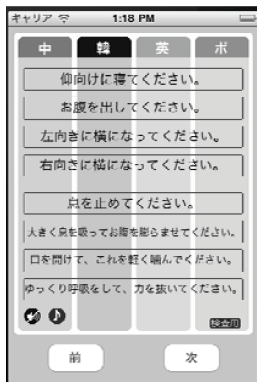 キャリア 1:18 PM
中 韓 英 ポ
仰向けに寝てください。
お腹を出してください。
左向きに横になってください。
右向きに横になってください。
息を止めてください。
大きく息を吸ってお腹を膨らませてください。
口を開けて、これを軽く噛んでください。
ゆっくり呼吸をして、力を抜いてください。
検査用
前 次